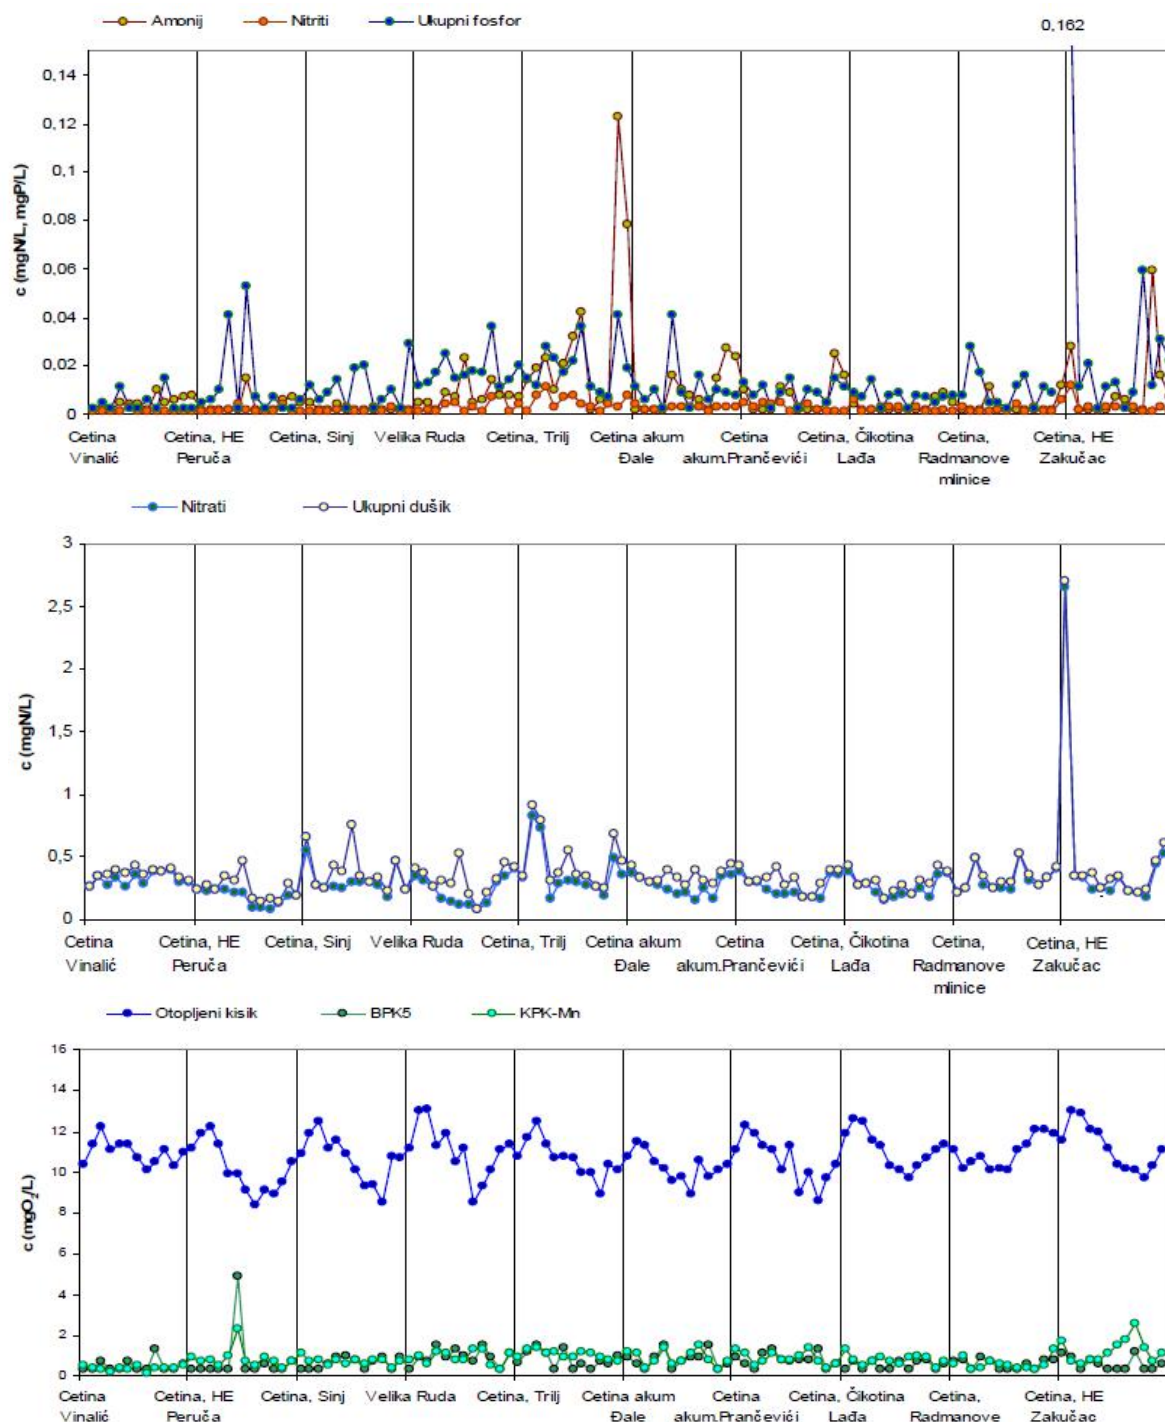 Amonij Nitriti Ukupni fosfor
0,162
0,14
0,12
0,1
0,08
0,06
0,04
0,02
0
c (mgN/L, mgP/L)
Cetina Cetina, HE Cetina, Sinj Velika Ruda Cetina, Trilj Cetina akum Cetina Cetina, Čikotina Cetina, Cetina, HE
Vinalić Peruča Đale akum.Prančevići Lađa Radmanove Zakučac
mlinice
Nitrati Ukupni dušik
3
2,5
2
1,5
1
0,5
0
c (mgN/L)
Cetina Cetina, HE Cetina, Sinj Velika Ruda Cetina, Trilj Cetina akum Cetina Cetina, Čikotina Cetina, Cetina, HE
Vinalić Peruča Đale akum.Prančevići Lađa Radmanove Zakučac
mlinice
Otopljeni kisik BPK5 KPK-Mn
16
14
12
10
8
6
4
2
0
c (mgO₂/L)
Cetina Cetina, HE Cetina, Sinj Velika Ruda Cetina, Trilj Cetina akum Cetina Cetina, Čikotina Cetina, Cetina, HE
Vinalić Peruča Đale akum.Prančevići Lađa Radmanove Zakučac